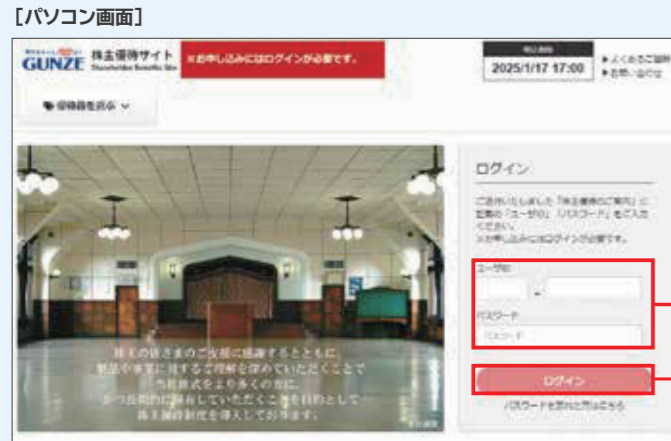 [パソコン画面]
GUNZE 株主優待サイト
Shareholder Benefits Site
※お申し込みにはログインが必要です。
申込期限
2025/1/17 17:00
▶よくあるご質問
▶お問い合わせ
ログイン
ご送付いたしました「株主優待のご案内」に
記載の「ユーザID」「パスワード」をご入力
ください。
※お申し込みにはログインが必要です。
ユーザID
-
パスワード
パスワード
ログイン
パスワードを忘れた方はこちら
株主の皆さまのご支援に感謝するとともに、
製品や事業に対するご理解を深めていただくことで
当社株式をより多くの方に、
かつ長期的に保有していただくことを目的として
株主優待制度を導入しております。